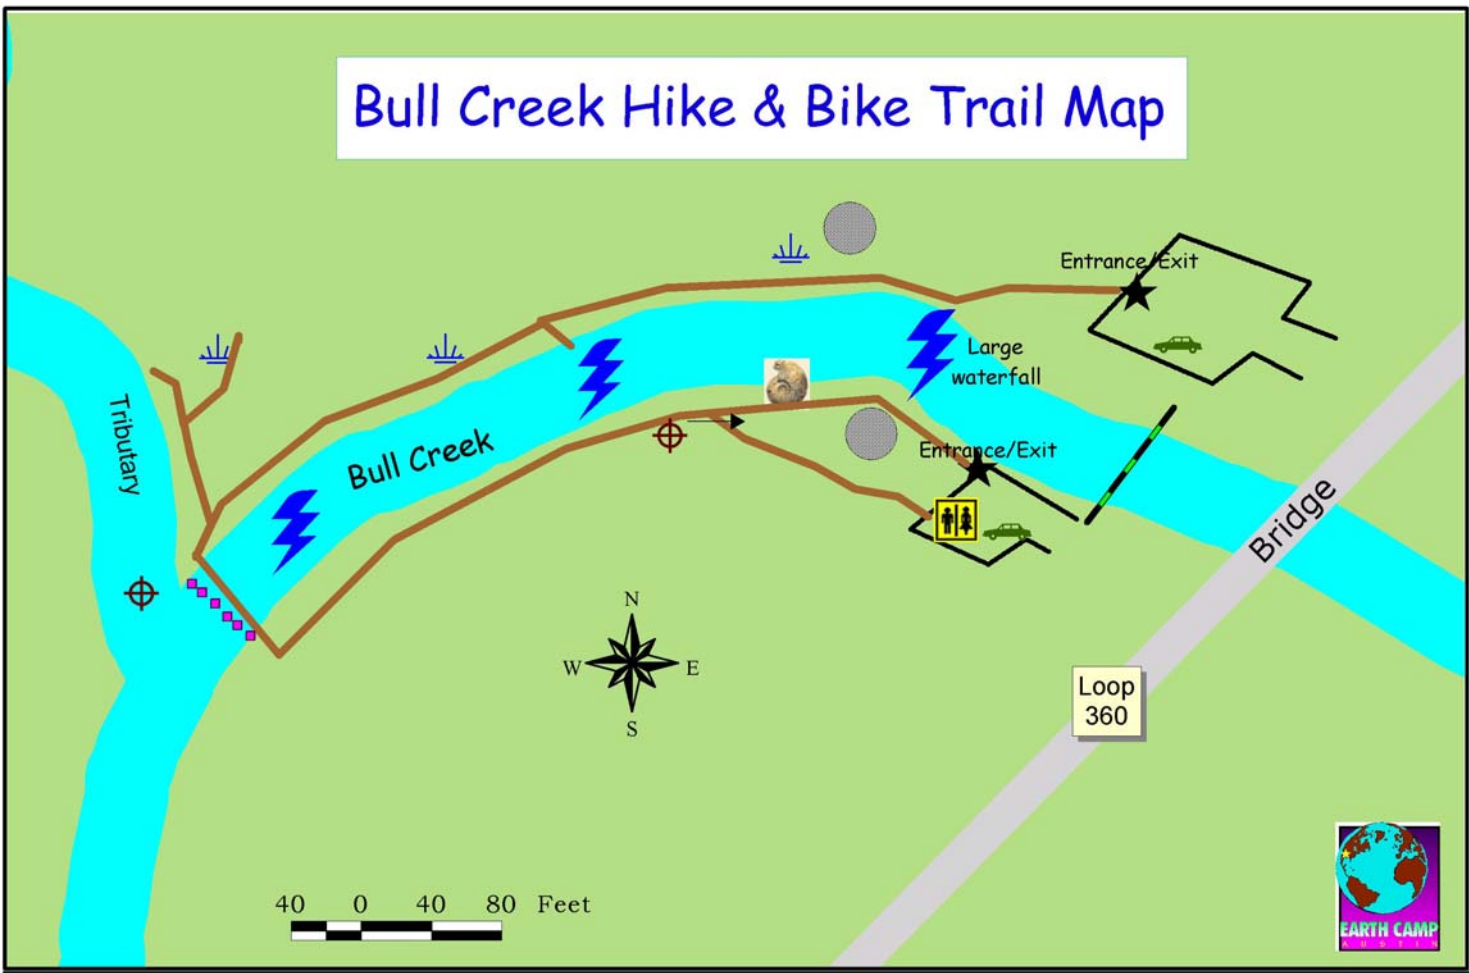 Bull Creek Hike & Bike Trail Map
Entrance/Exit
Large
waterfall
Tributary
Bull Creek
Entrance/Exit
Bridge
N
W E
S
Loop
360
40 0 40 80 Feet
EARTH CAMP
AUSTIN